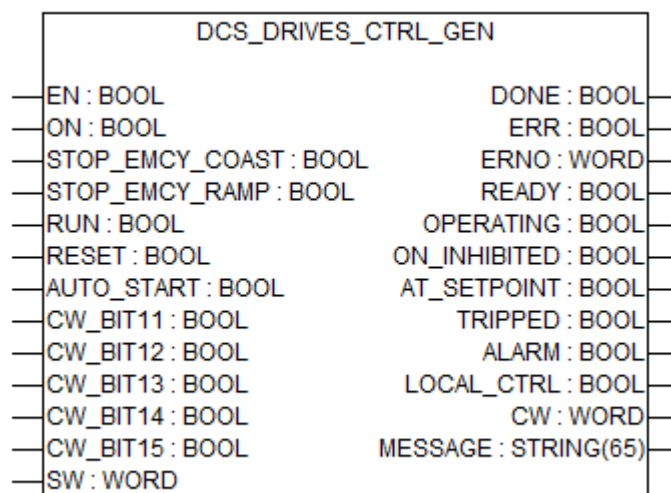 DCS_DRIVES_CTRL_GEN
EN : BOOL DONE : BOOL
ON : BOOL ERR : BOOL
STOP_EMCY_COAST : BOOL ERNO : WORD
STOP_EMCY_RAMP : BOOL READY : BOOL
RUN : BOOL OPERATING : BOOL
RESET : BOOL ON_INHIBITED : BOOL
AUTO_START : BOOL AT_SETPOINT : BOOL
CW_BIT11 : BOOL TRIPPED : BOOL
CW_BIT12 : BOOL ALARM : BOOL
CW_BIT13 : BOOL LOCAL_CTRL : BOOL
CW_BIT14 : BOOL CW : WORD
CW_BIT15 : BOOL MESSAGE : STRING(65)
SW : WORD